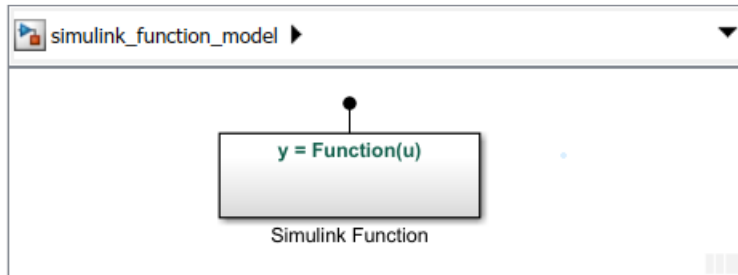 simulink_function_model
y = Function(u)
Simulink Function